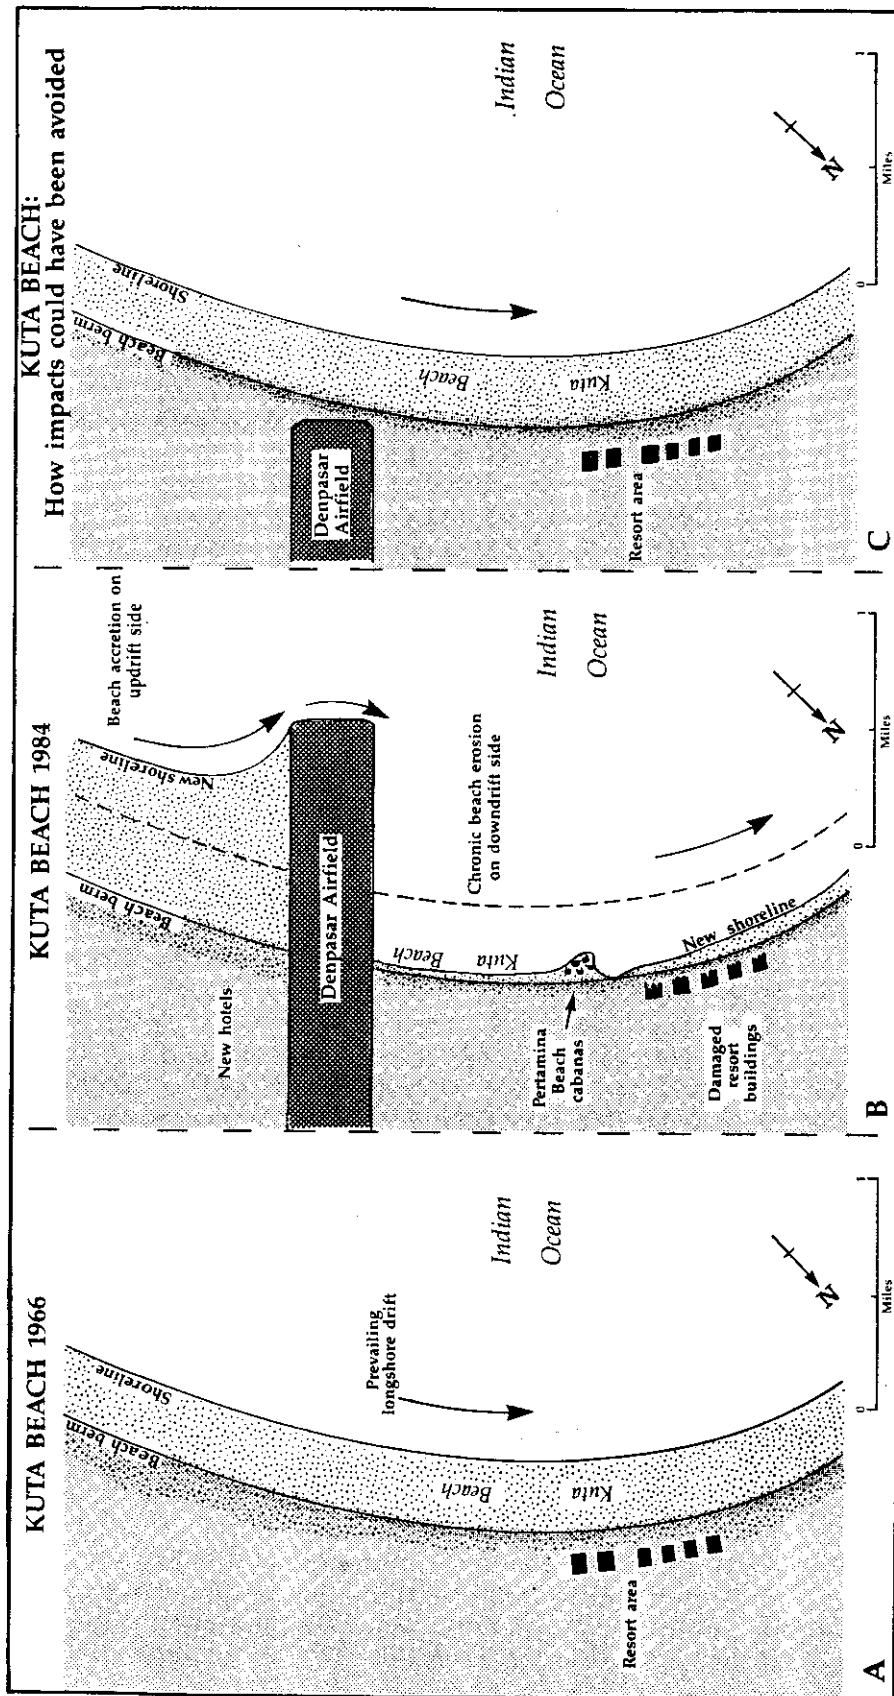 KUTA BEACH 1966
Beach berm
Shoreline
Prevailing
longshore drift
Indian
Ocean
Kuta Beach
Resort area
N
0 1
Miles
A
KUTA BEACH 1984
Beach accretion on
updrift side
New shoreline
Beach berm
New hotels
Denpasar Airfield
Chronic beach erosion
on downdrift side
Indian
Ocean
Kuta Beach
Pertamina
Beach
cabanas
New shoreline
Damaged
resort
buildings
N
0 1
Miles
B
KUTA BEACH:
How impacts could have been avoided
Beach berm
Shoreline
Denpasar
Airfield
Indian
Ocean
Kuta Beach
Resort area
N
0 1
Miles
C